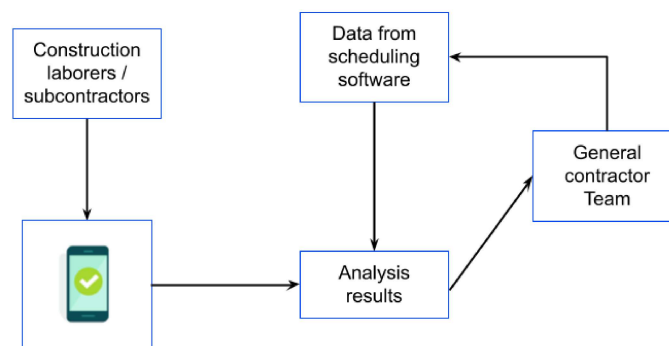 Construction
laborers /
subcontractors
Data from
scheduling
software
General
contractor
Team
Analysis
results